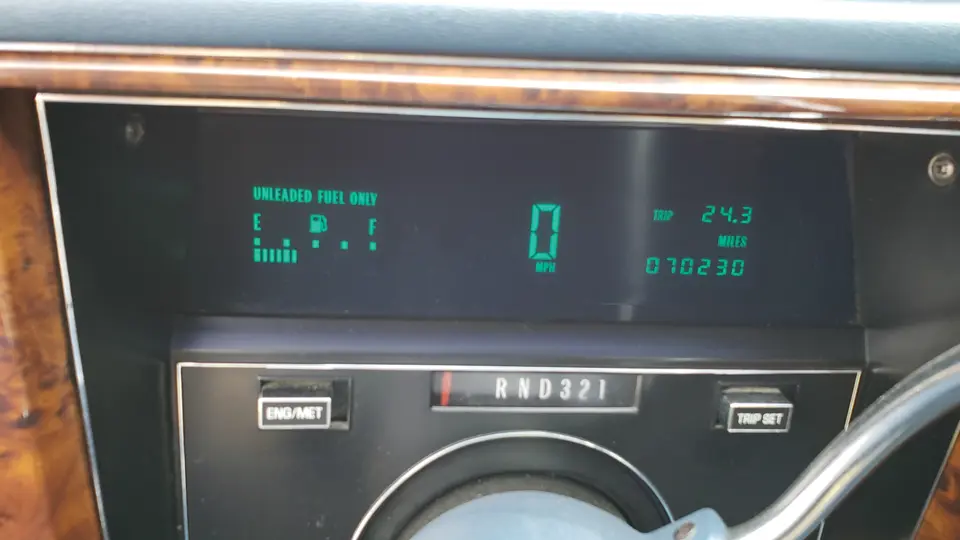 UNLEADED FUEL ONLY
E F
0
MPH
TRIP 24.3
MILES
070230
ENG/MET
RND321
TRIP SET